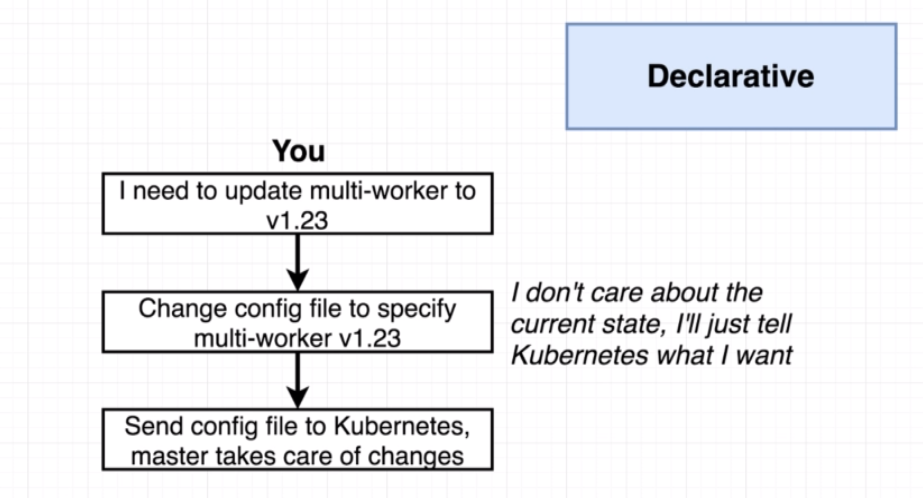 Declarative
You
I need to update multi-worker to
v1.23
Change config file to specify
multi-worker v1.23
I don't care about the
current state, I'll just tell
Kubernetes what I want
Send config file to Kubernetes,
master takes care of changes